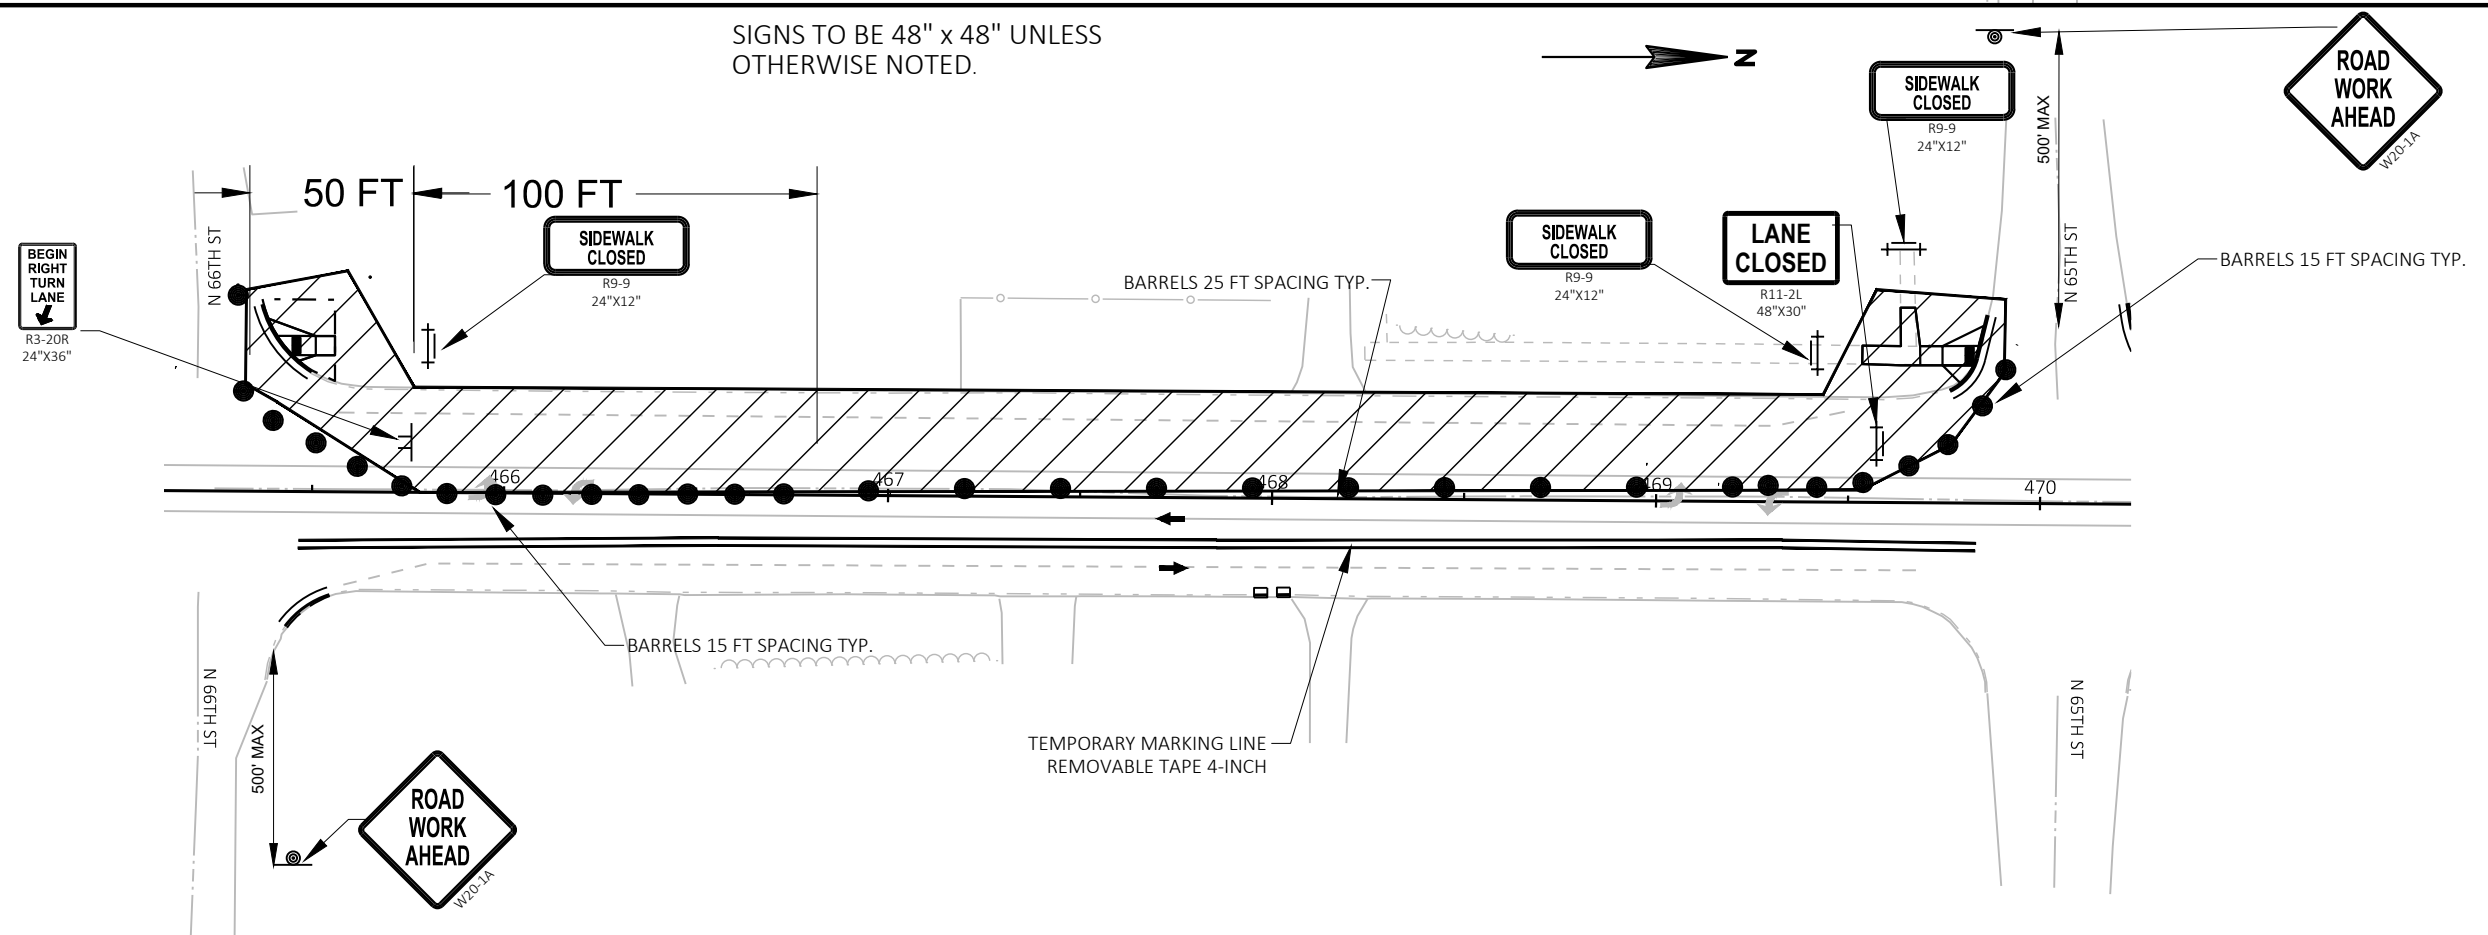 SIGNS TO BE 48" x 48" UNLESS
OTHERWISE NOTED.
N
ROAD
WORK
AHEAD
W20-1A
500' MAX
SIDEWALK
CLOSED
R9-9
24"X12"
50 FT
100 FT
N 66TH ST
SIDEWALK
CLOSED
R9-9
24"X12"
SIDEWALK
CLOSED
R9-9
24"X12"
LANE
CLOSED
R11-2L
48"X30"
N 65TH ST
BARRELS 15 FT SPACING TYP.
BEGIN
RIGHT
TURN
LANE
R3-20R
24"X36"
BARRELS 25 FT SPACING TYP.
466
467
468
469
470
BARRELS 15 FT SPACING TYP.
N 66TH ST
N 65TH ST
500' MAX
TEMPORARY MARKING LINE
REMOVABLE TAPE 4-INCH
ROAD
WORK
AHEAD
W20-1A